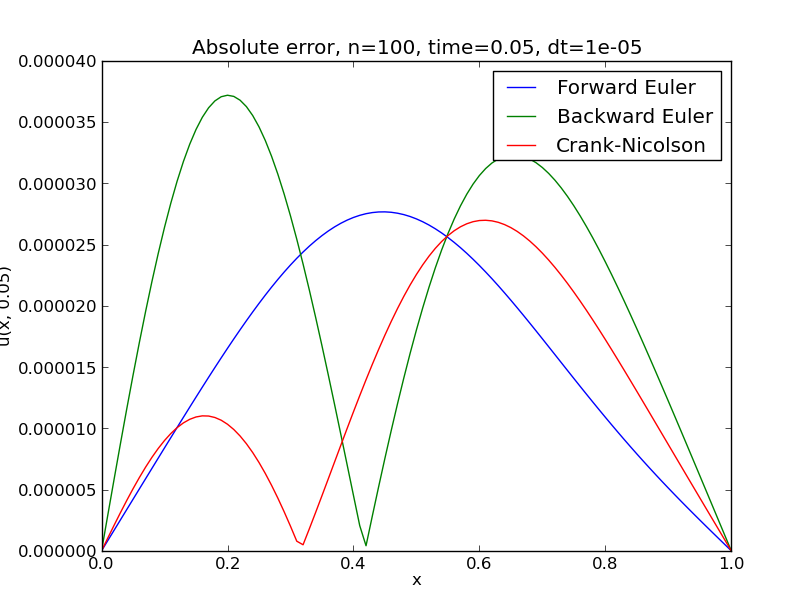 Absolute error, n=100, time=0.05, dt=1e-05
0.000040
0.000035
0.000030
0.000025
0.000020
0.000015
0.000010
0.000005
0.000000
u(x, 0.05)
Forward Euler
Backward Euler
Crank-Nicolson
0.0 0.2 0.4 0.6 0.8 1.0
x